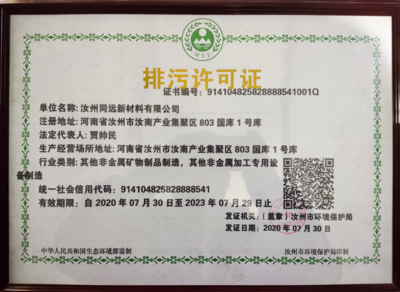 MEE
排污许可证
证书编号：914104825828888541001Q
单位名称：汝州同远新材料有限公司
注册地址：河南省汝州市汝南产业集聚区803国库1号库
法定代表人：贾帅民
生产经营场所地址：河南省汝州市汝南产业集聚区803国库1号库
行业类别：其他非金属矿物制品制造，其他非金属加工专用设
备制造
统一社会信用代码：914104825828888541
有效期限：自2020年07月30日至2023年07月29日止
发证机关：（盖章）汝州市环境保护局
发证日期：2020年07月30日
中华人民共和国生态环境部监制
汝州市环境保护局印制